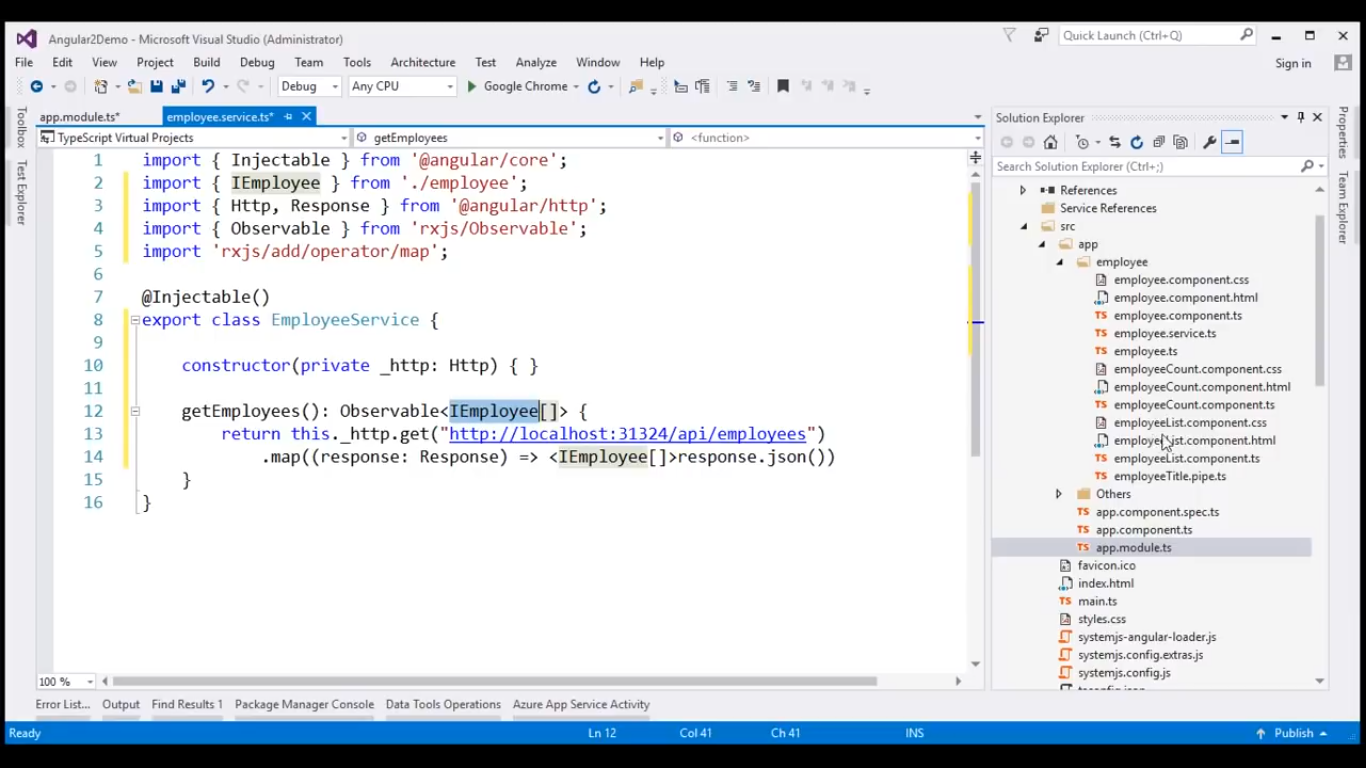 Angular2Demo - Microsoft Visual Studio (Administrator)
Quick Launch (Ctrl+Q)
File Edit View Project Build Debug Team Tools Architecture Test Analyze Window Help
Sign in
Debug Any CPU Google Chrome
Toolbox
Test Explorer
app.module.ts*
employee.service.ts*
TypeScript Virtual Projects
getEmployees
<function>
1 import { Injectable } from '@angular/core';
2 import { IEmployee } from './employee';
3 import { Http, Response } from '@angular/http';
4 import { Observable } from 'rxjs/Observable';
5 import 'rxjs/add/operator/map';
6
7 @Injectable()
8 export class EmployeeService {
9
10 constructor(private _http: Http) { }
11
12 getEmployees(): Observable<IEmployee[]> {
13 return this._http.get("http://localhost:31324/api/employees")
14 .map((response: Response) => <IEmployee[]>response.json())
15 }
16 }
100 %
Solution Explorer
Search Solution Explorer (Ctrl+;)
References
Service References
src
app
employee
employee.component.css
employee.component.html
employee.component.ts
employee.service.ts
employee.ts
employeeCount.component.css
employeeCount.component.html
employeeCount.component.ts
employeeList.component.css
employeeList.component.html
employeeList.component.ts
employeeTitle.pipe.ts
Others
app.component.spec.ts
app.component.ts
app.module.ts
favicon.ico
index.html
main.ts
styles.css
systemjs-angular-loader.js
systemjs.config.extras.js
systemjs.config.js
Properties
Team Explorer
Error List... Output Find Results 1 Package Manager Console Data Tools Operations Azure App Service Activity
Ready Ln 12 Col 41 Ch 41 INS Publish